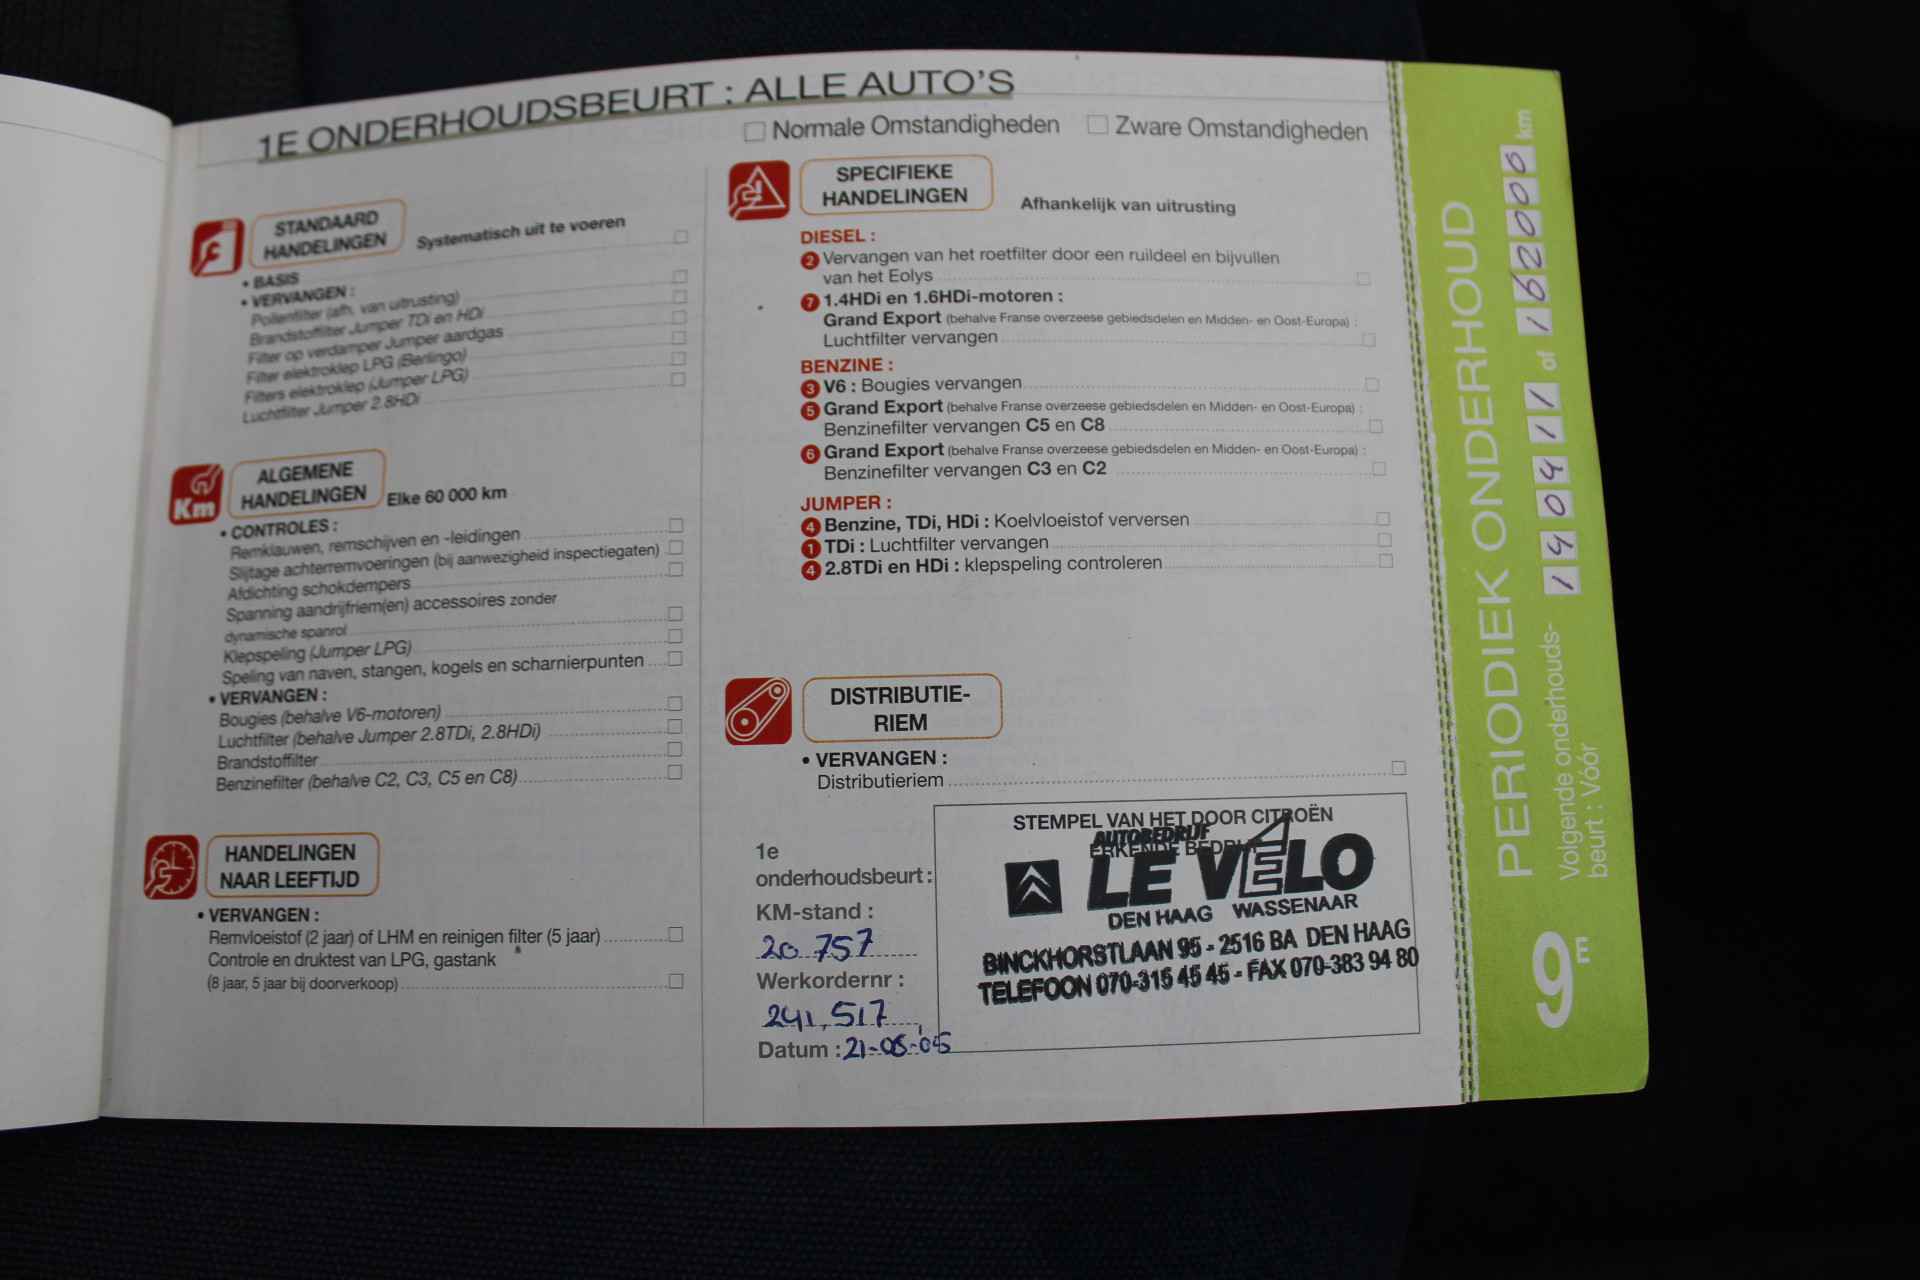 1E ONDERHOUDSBEURT : ALLE AUTO'S
Normale Omstandigheden
Zware Omstandigheden
STANDAARD
HANDELINGEN
Systematisch uit te voeren
• BASIS
• VERVANGEN :
Pollenfilter (afh. van uitrusting)
Brandstoffilter Jumper TDi en HDi
Filter op verdamper Jumper aardgas
Filter elektroklep LPG (Berlingo)
Filters elektroklep (Jumper LPG)
Luchtfilter Jumper 2.8HDi
Km
ALGEMENE
HANDELINGEN
Elke 60 000 km
• CONTROLES :
Remklauwen, remschijven en -leidingen
Slijtage achterremvoeringen (bij aanwezigheid inspectiegaten)
Afdichting schokdempers
Spanning aandrijfriem(en) accessoires zonder
dynamische spanrol
Klepspeling (Jumper LPG)
Speling van naven, stangen, kogels en scharnierpunten
• VERVANGEN :
Bougies (behalve V6-motoren)
Luchtfilter (behalve Jumper 2.8TDi, 2.8HDi)
Brandstoffilter
Benzinefilter (behalve C2, C3, C5 en C8)
HANDELINGEN
NAAR LEEFTIJD
• VERVANGEN :
Remvloeistof (2 jaar) of LHM en reinigen filter (5 jaar)
Controle en druktest van LPG, gastank
(8 jaar, 5 jaar bij doorverkoop)
SPECIFIEKE
HANDELINGEN
Afhankelijk van uitrusting
DIESEL :
2 Vervangen van het roetfilter door een ruildeel en bijvullen
van het Eolys
7 1.4HDi en 1.6HDi-motoren :
Grand Export (behalve Franse overzeese gebiedsdelen en Midden- en Oost-Europa) :
Luchtfilter vervangen
BENZINE :
3 V6 : Bougies vervangen
5 Grand Export (behalve Franse overzeese gebiedsdelen en Midden- en Oost-Europa) :
Benzinefilter vervangen C5 en C8
6 Grand Export (behalve Franse overzeese gebiedsdelen en Midden- en Oost-Europa) :
Benzinefilter vervangen C3 en C2
JUMPER :
4 Benzine, TDi, HDi : Koelvloeistof verversen
1 TDi : Luchtfilter vervangen
4 2.8TDi en HDi : klepspeling controleren
DISTRIBUTIE-
RIEM
• VERVANGEN :
Distributieriem
1e
onderhoudsbeurt :
KM-stand :
20.757
Werkordernr :
241,517
Datum : 21-06-05
STEMPEL VAN HET DOOR CITROËN
ERKENDE BEDRIJF
AUTOBEDRIJF
LE VÉLO
DEN HAAG WASSENAAR
BINCKHORSTLAAN 95 - 2516 BA DEN HAAG
TELEFOON 070-315 45 45 - FAX 070-383 94 80
PERIODIEK ONDERHOUD
Volgende onderhouds-
beurt : Vóór
190411 of 162000 km
9E